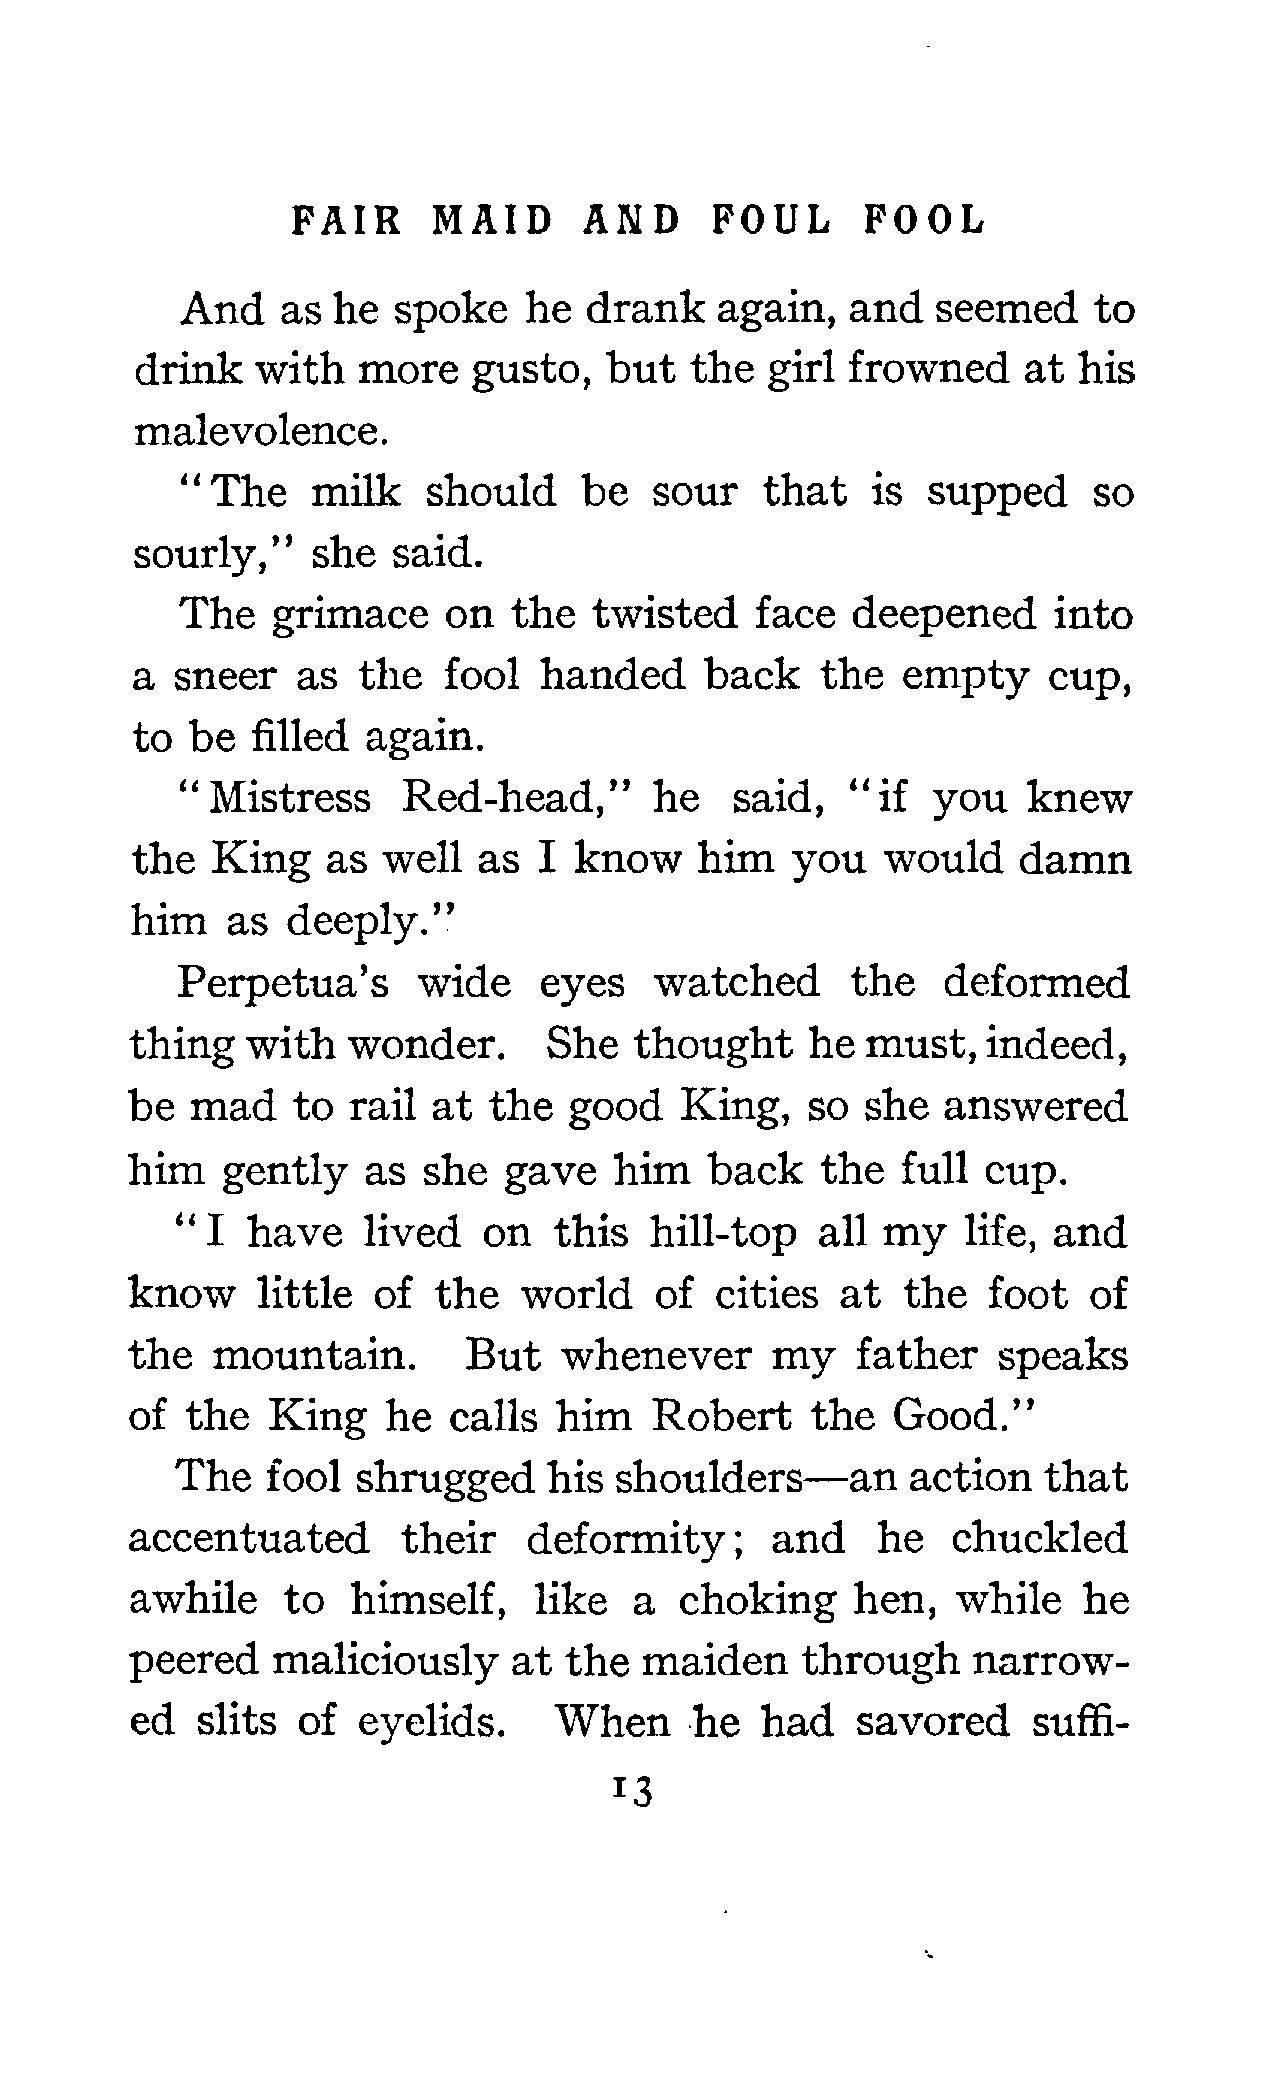 FAIR MAID AND FOUL FOOL
And as he spoke he drank again, and seemed to
drink with more gusto, but the girl frowned at his
malevolence.
"The milk should be sour that is supped so
sourly," she said.
The grimace on the twisted face deepened into
a sneer as the fool handed back the empty cup,
to be filled again.
"Mistress Red-head," he said, "if you knew
the King as well as I know him you would damn
him as deeply."
Perpetua's wide eyes watched the deformed
thing with wonder. She thought he must, indeed,
be mad to rail at the good King, so she answered
him gently as she gave him back the full cup.
"I have lived on this hill-top all my life, and
know little of the world of cities at the foot of
the mountain. But whenever my father speaks
of the King he calls him Robert the Good."
The fool shrugged his shoulders—an action that
accentuated their deformity; and he chuckled
awhile to himself, like a choking hen, while he
peered maliciously at the maiden through narrow-
ed slits of eyelids. When he had savored suffi-
13